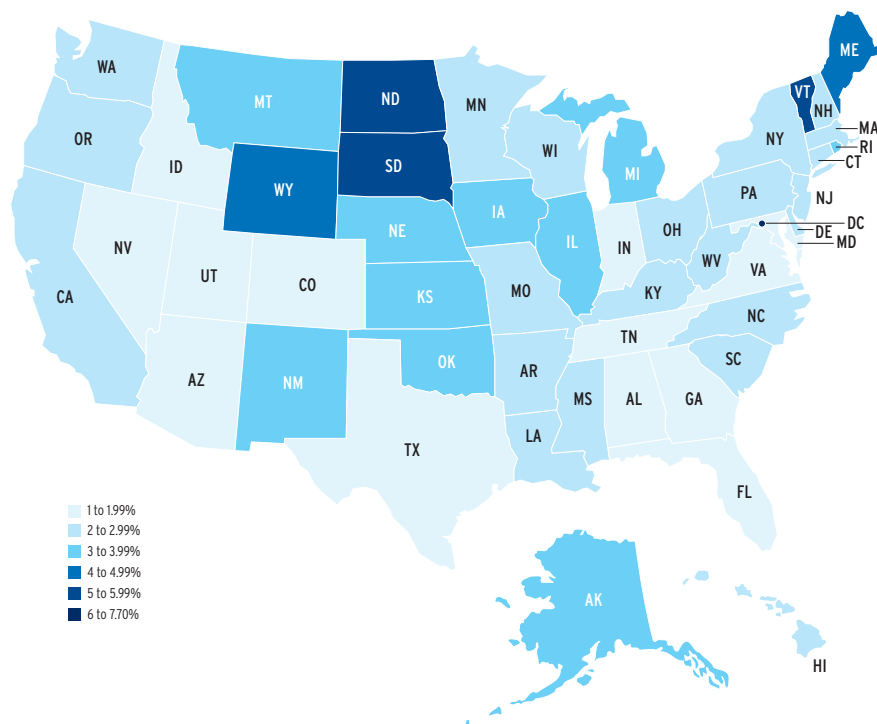 ME
WA
VT
MT
ND
MN
NH
MA
OR
NY
RI
ID
WI
CT
SD
MI
WY
PA
NJ
IA
NE
DC
OH
DE
IN
IL
MD
NV
WV
UT
VA
CO
CA
MO
KY
KS
NC
TN
SC
OK
AR
AZ
NM
MS
AL
GA
LA
TX
FL
1 to 1.99%
2 to 2.99%
3 to 3.99%
4 to 4.99%
5 to 5.99%
6 to 7.70%
AK
HI